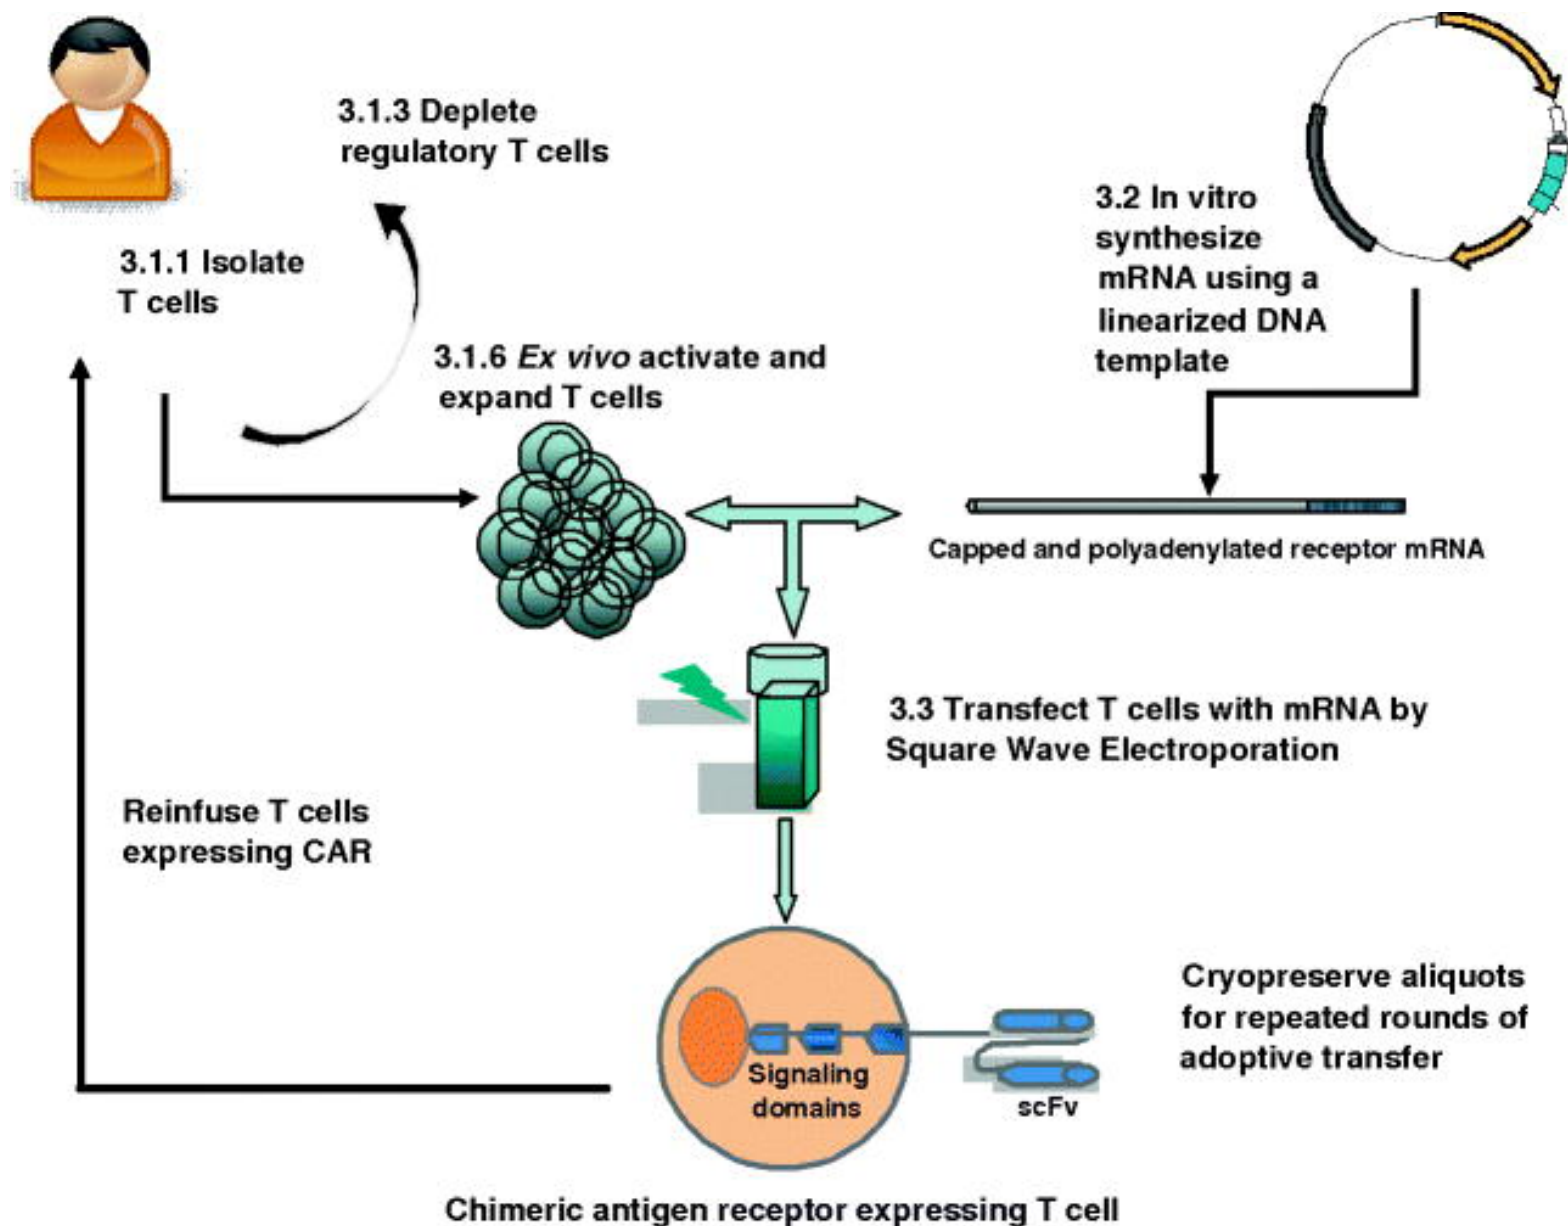 3.1.3 Deplete
regulatory T cells
3.1.1 Isolate
T cells
3.2 In vitro
synthesize
mRNA using a
linearized DNA
template
3.1.6 Ex vivo activate and
expand T cells
Capped and polyadenylated receptor mRNA
3.3 Transfect T cells with mRNA by
Square Wave Electroporation
Reinfuse T cells
expressing CAR
Cryopreserve aliquots
for repeated rounds of
adoptive transfer
Signaling
domains
scFv
Chimeric antigen receptor expressing T cell